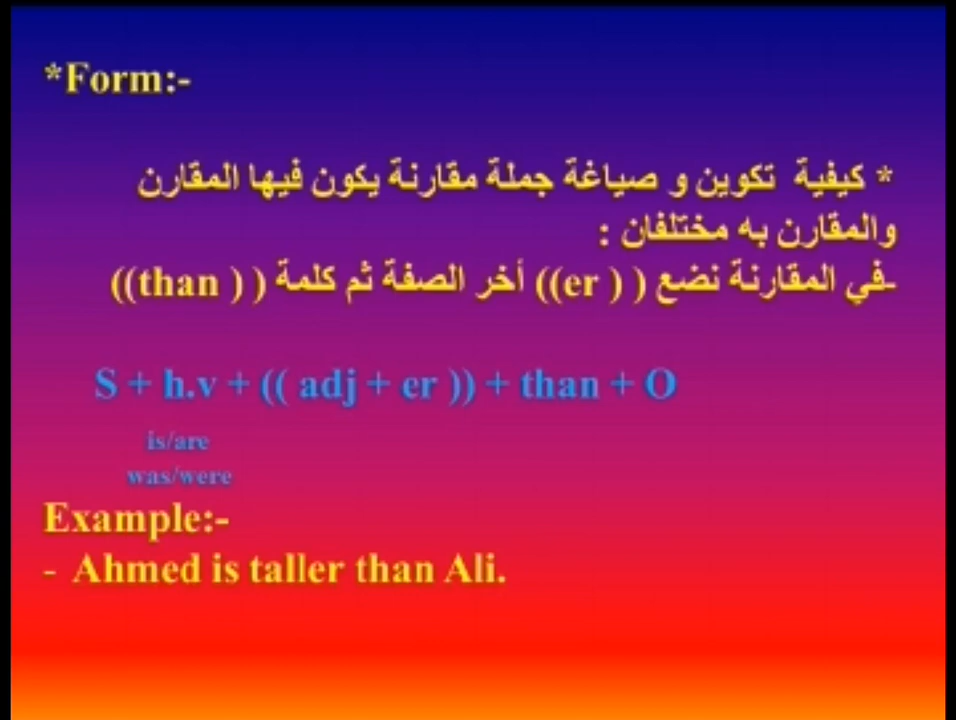 *Form:-
* كيفية تكوين و صياغة جملة مقارنة يكون فيها المقارن
والمقارن به مختلفان :
-في المقارنة نضع ( ( er)) أخر الصفة ثم كلمة ( ( than))
S + h.v + (( adj + er )) + than + O
is/are
was/were
Example:-
- Ahmed is taller than Ali.